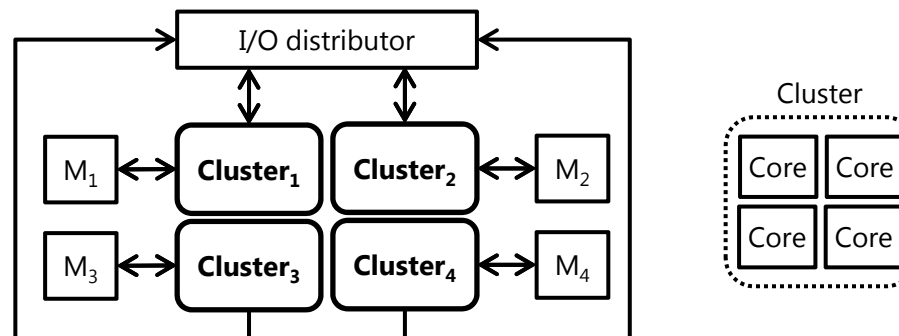 I/O distributor
Cluster
M₁ Cluster₁ Cluster₂ M₂
Core Core
M₃ Cluster₃ Cluster₄ M₄
Core Core